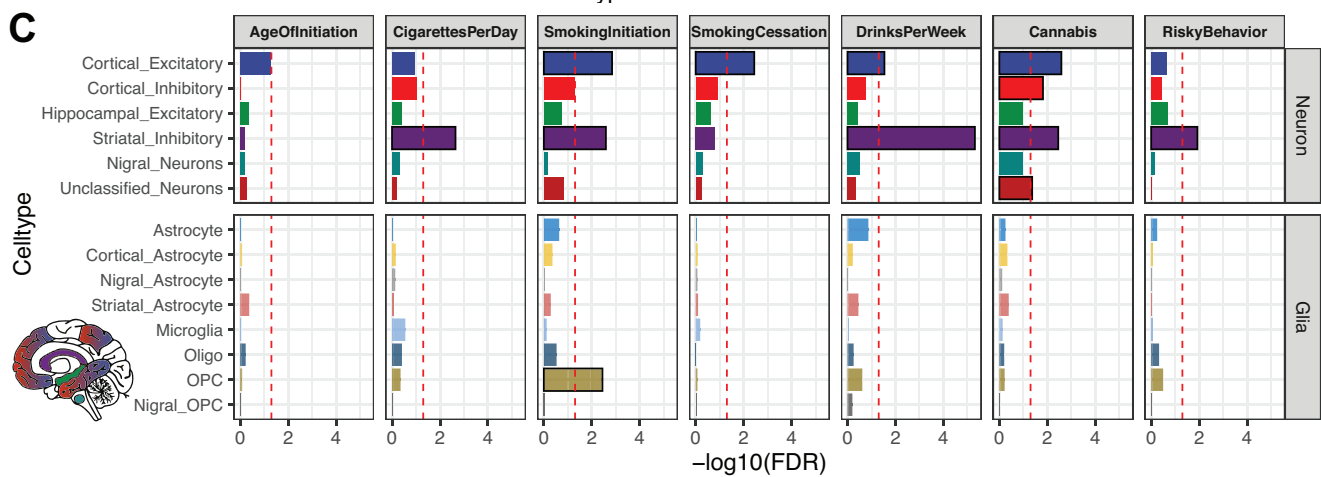 C
AgeOfInitiation CigarettesPerDay SmokingInitiation SmokingCessation DrinksPerWeek Cannabis RiskyBehavior
Celltype
Cortical_Excitatory
Cortical_Inhibitory
Hippocampal_Excitatory
Striatal_Inhibitory
Nigral_Neurons
Unclassified_Neurons
Neuron
Astrocyte
Cortical_Astrocyte
Nigral_Astrocyte
Striatal_Astrocyte
Microglia
Oligo
OPC
Nigral_OPC
Glia
0 2 4 0 2 4 0 2 4 0 2 4 0 2 4 0 2 4 0 2 4
−log10(FDR)